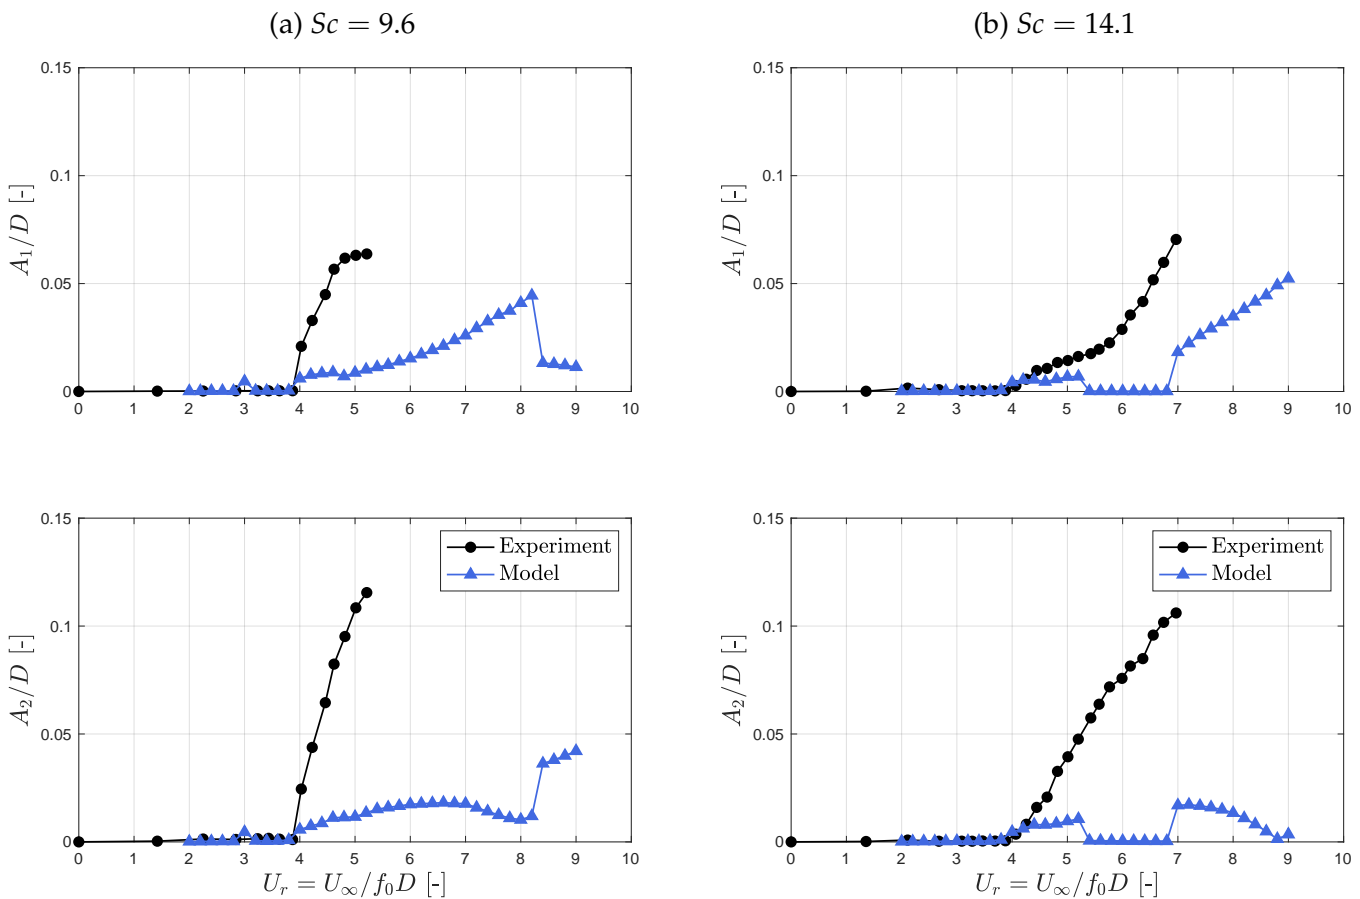 (a) Sc = 9.6
(b) Sc = 14.1
0.15
0.1
0.05
0
A₁/D [-]
0 1 2 3 4 5 6 7 8 9 10
0.15
0.1
0.05
0
A₁/D [-]
0 1 2 3 4 5 6 7 8 9 10
0.15
0.1
0.05
0
A₂/D [-]
Experiment
Model
0 1 2 3 4 5 6 7 8 9 10
Uᵣ = U∞/f₀D [-]
0.15
0.1
0.05
0
A₂/D [-]
Experiment
Model
0 1 2 3 4 5 6 7 8 9 10
Uᵣ = U∞/f₀D [-]